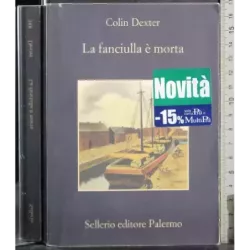 Colin Dexter
La fanciulla è morta
Novità
-15%
Sellerio editore Palermo